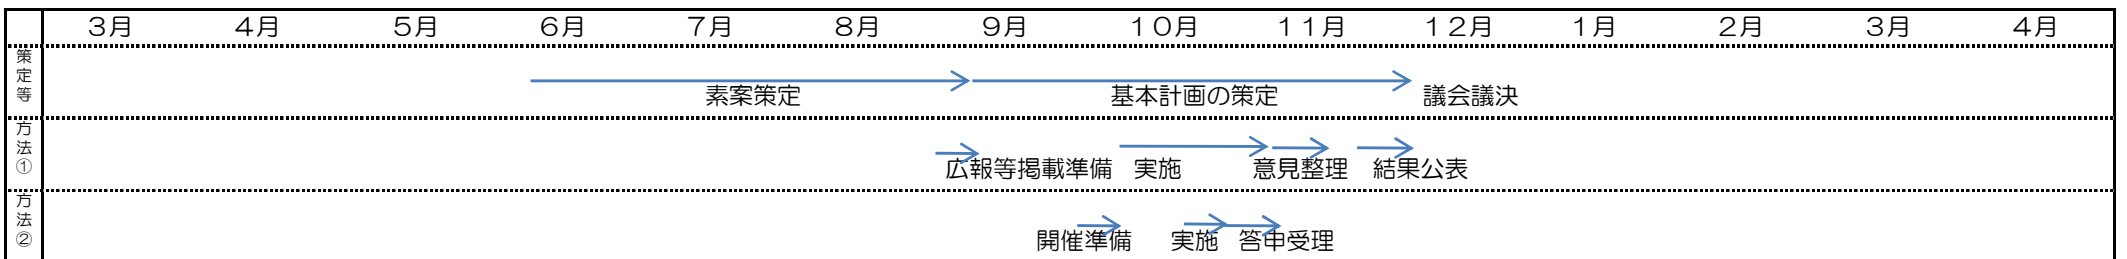 ３月 ４月 ５月 ６月 ７月 ８月 ９月 １０月 １１月 １２月 １月 ２月 ３月 ４月
策定等 素案策定 基本計画の策定 議会議決
方法① 広報等掲載準備 実施 意見整理 結果公表
方法② 開催準備 実施 答申受理